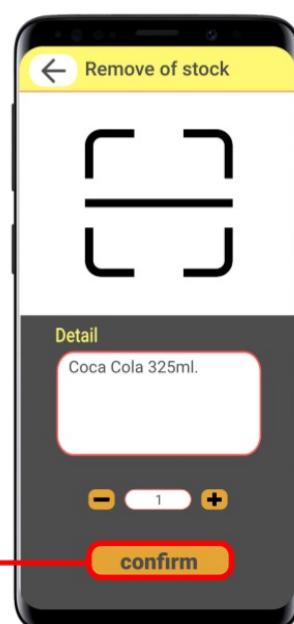 Remove of stock
Detail
Coca Cola 325ml.
1
confirm